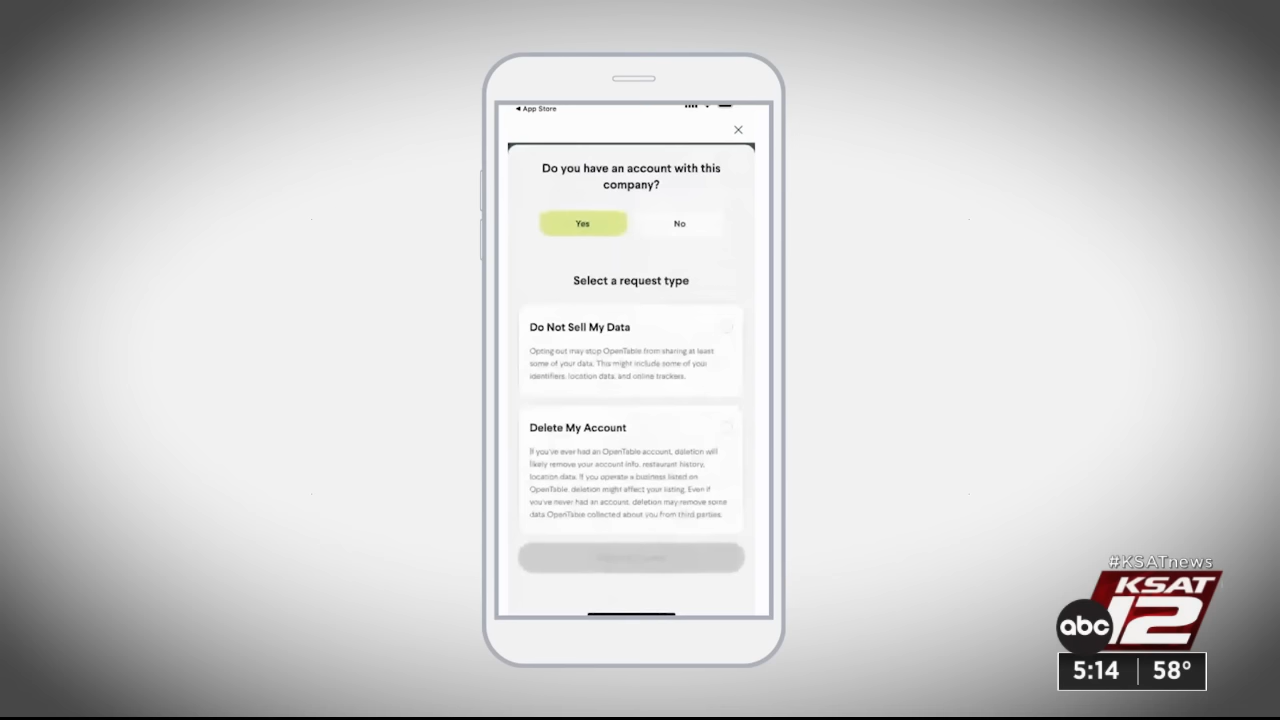 ◀ App Store
Do you have an account with this
company?
Yes
No
Select a request type
Do Not Sell My Data
Opting out may stop OpenTable from sharing at least
some of your data. This might include some of your
identifiers, location data, and online trackies.
Delete My Account
If you've ever had an OpenTable account, daletion will
likely remove your account info, restaurant history,
location data. If you operate a business listed on
OpenTable, deletion might affect your listing. Even if
you've never had an account, deletion may remove some
data OpenTable collected about you from third parties.
#KSATnews
KSAT
abc 12
5:14 58°